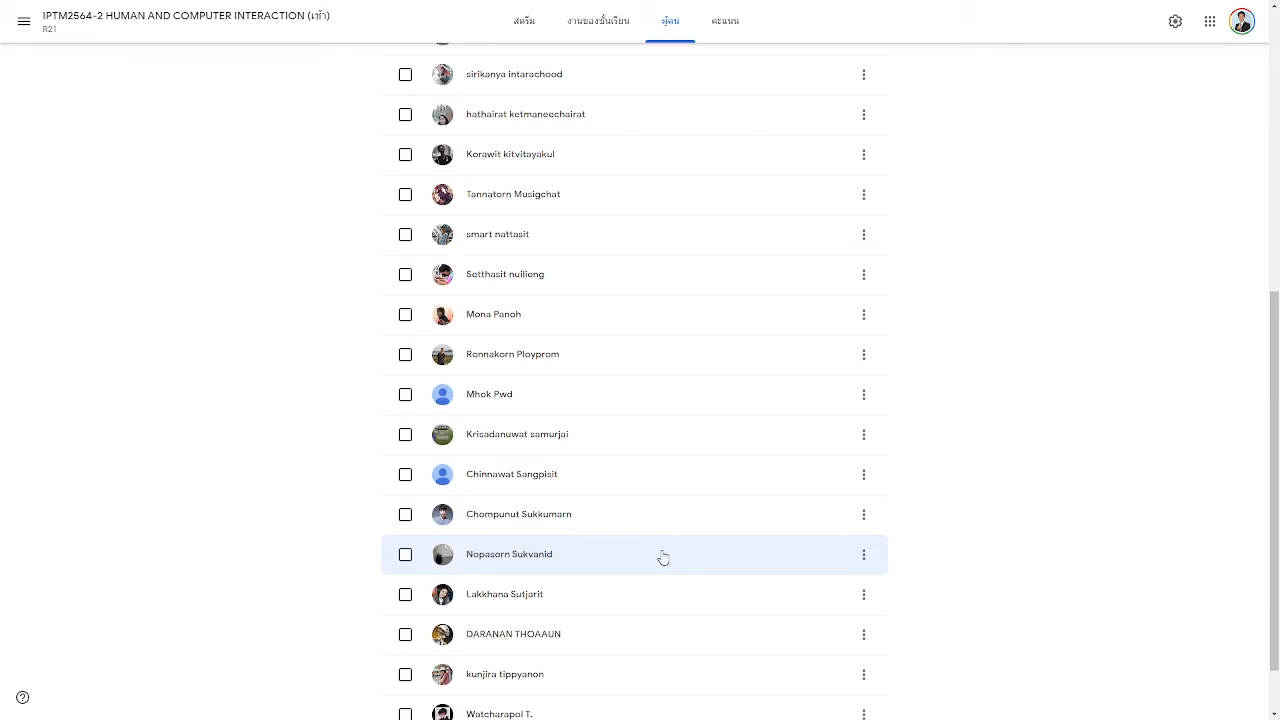 IPTM2564-2 HUMAN AND COMPUTER INTERACTION (เช้า)
R21
สตรีม งานของชั้นเรียน ผู้คน คะแนน
sirikanya intarachood
hathairat ketmaneechairat
Korawit kitvitayakul
Tannatorn Musigchat
smart nattasit
Setthasit nuilieng
Mona Panoh
Ronnakorn Ployprom
Mhok Pwd
Krisadanuwat samurjai
Chinnawat Sangpisit
Chompunut Sukkumarn
Nopasorn Sukvanid
Lakkhana Sutjarit
DARANAN THOAAUN
kunjira tippyanon
Watcharapol T.